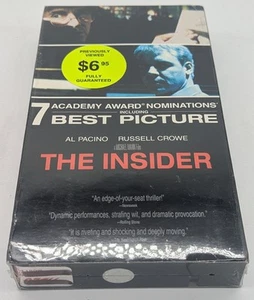 PREVIOUSLY
VIEWED
$6.95
FULLY
GUARANTEED
7 ACADEMY AWARD NOMINATIONS
INCLUDING
BEST PICTURE
AL PACINO RUSSELL CROWE
THE INSIDER
"An edge-of-your-seat thriller!"
"Dynamic performances, stralling wit, and dramatic provocation."
"It is riveting and shocking and deeply moving."